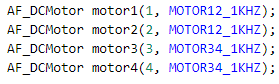 AF_DCMotor motor1(1, MOTOR12_1KHZ);
AF_DCMotor motor2(2, MOTOR12_1KHZ);
AF_DCMotor motor3(3, MOTOR34_1KHZ);
AF_DCMotor motor4(4, MOTOR34_1KHZ);